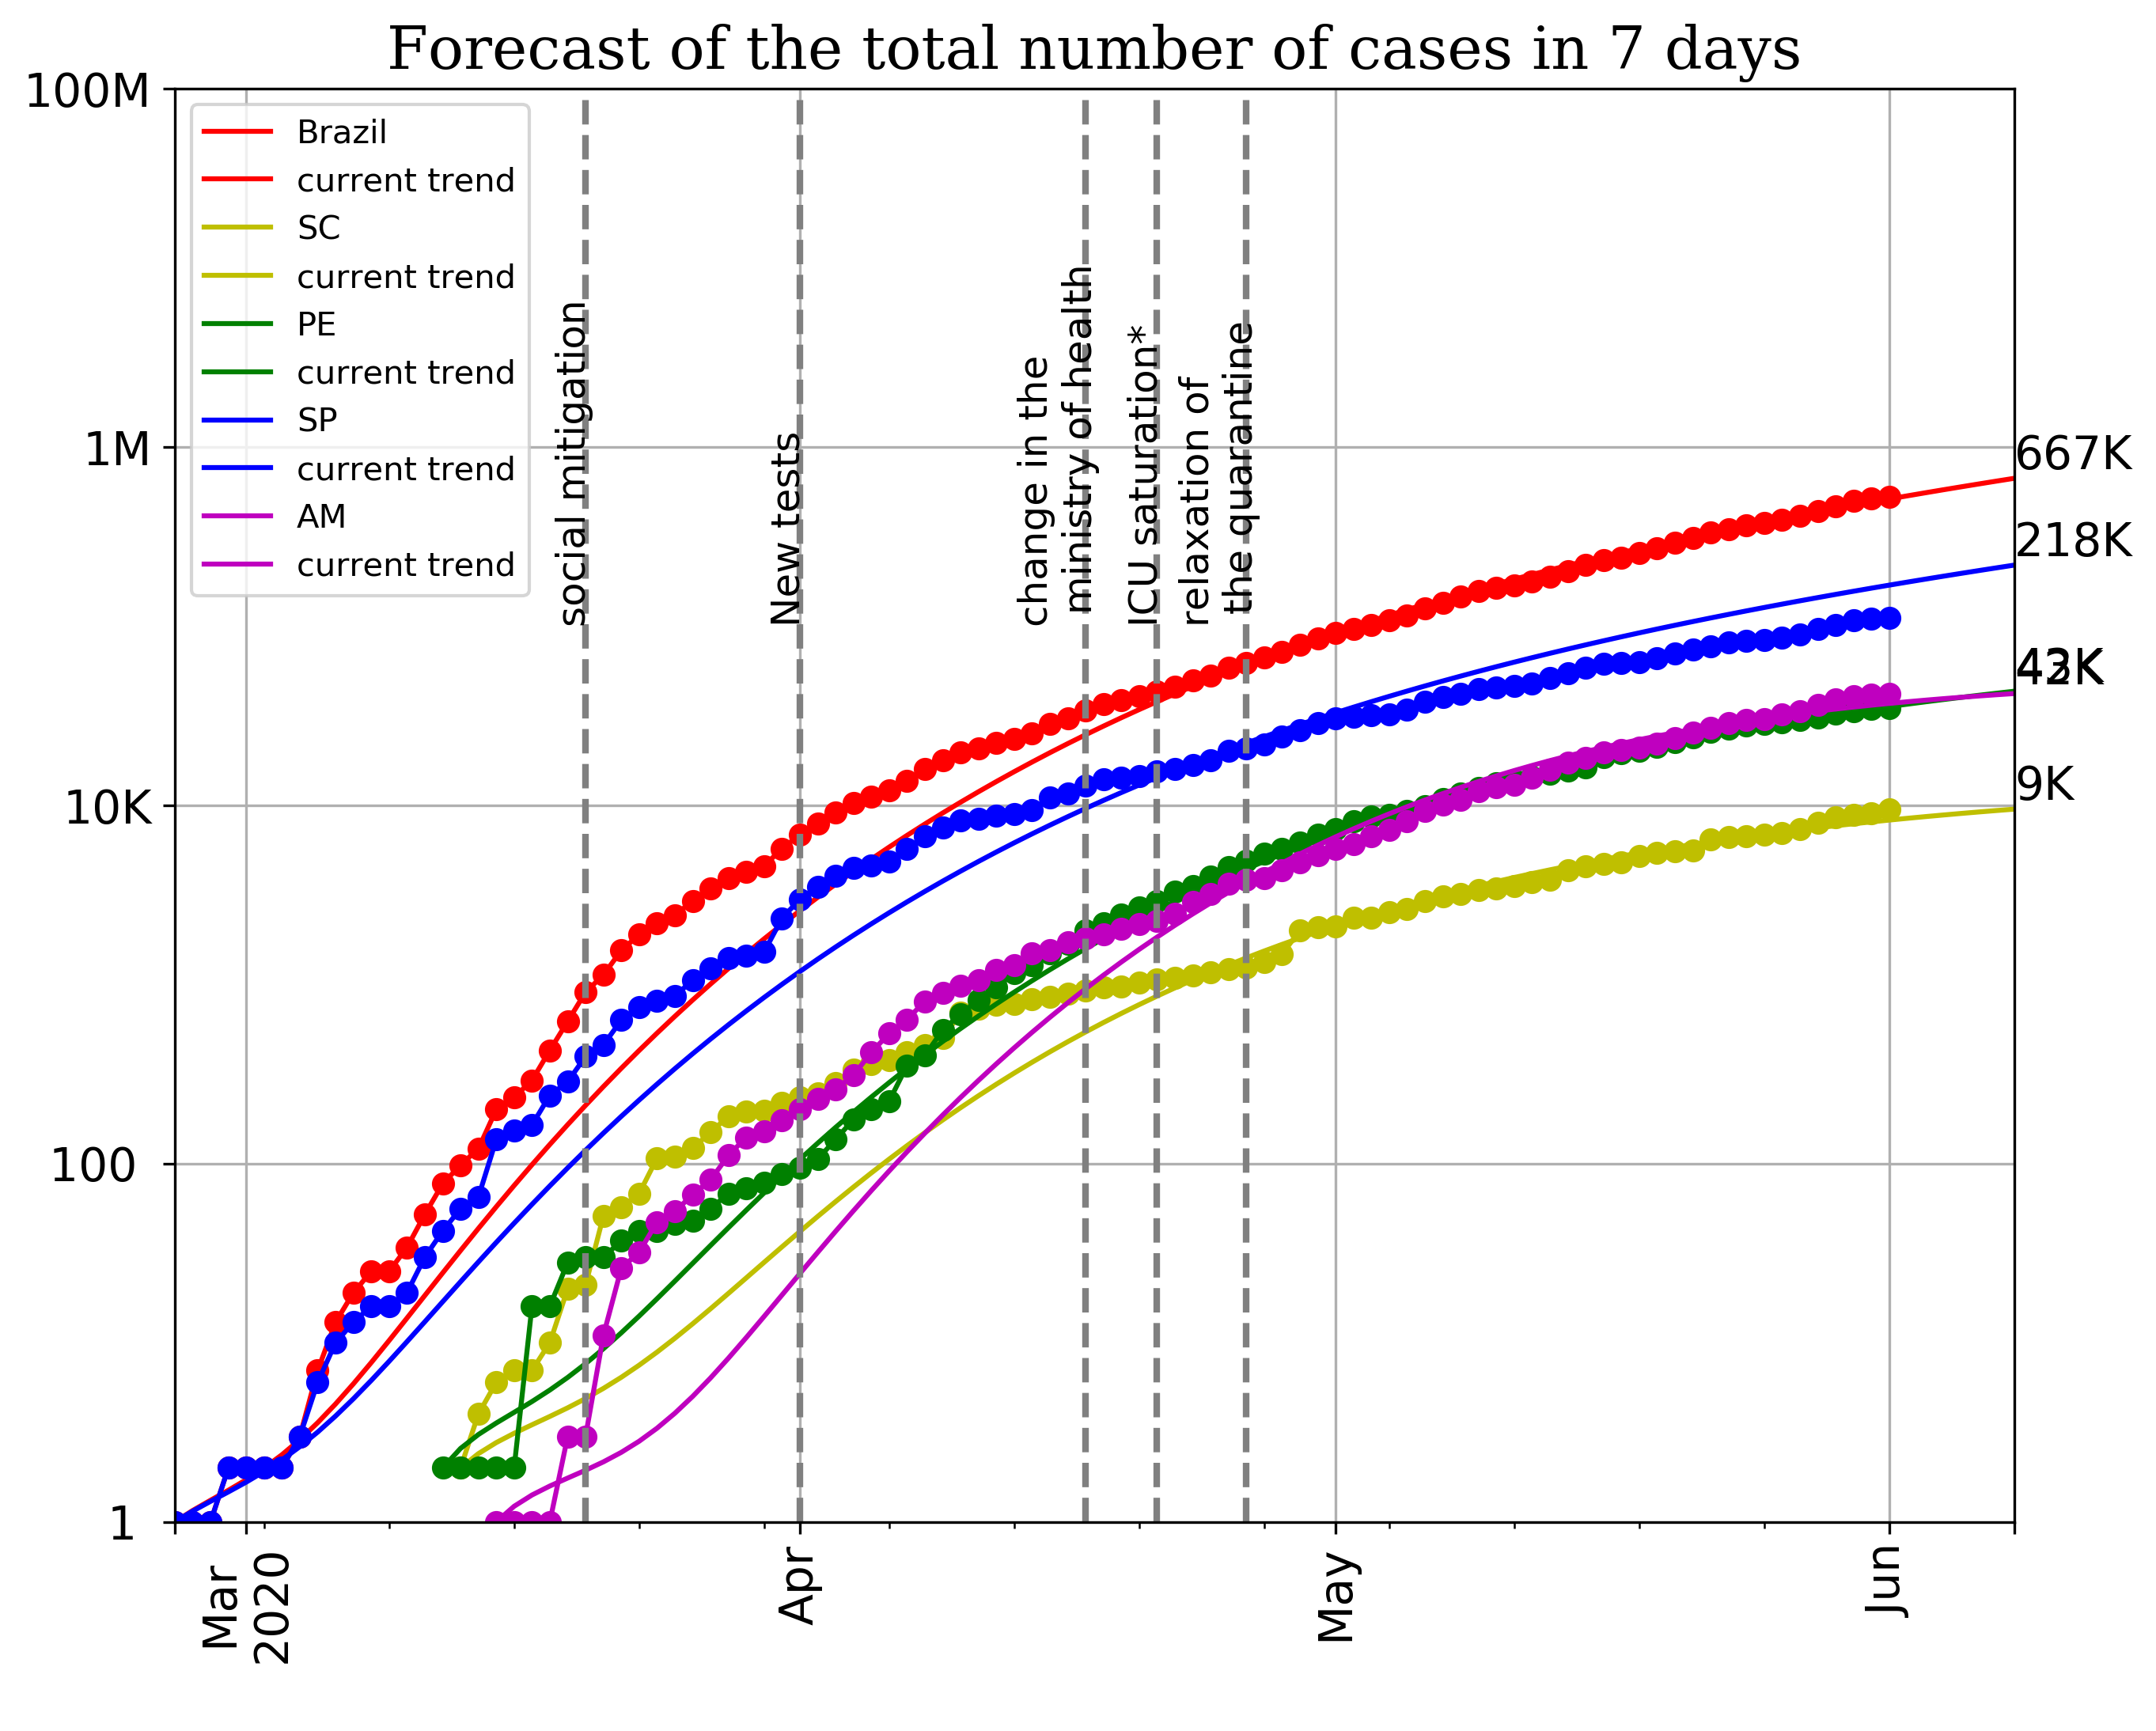 Forecast of the total number of cases in 7 days
100M
1M
10K
100
1
Brazil
current trend
SC
current trend
PE
current trend
SP
current trend
AM
current trend
social mitigation
New tests
change in the
ministry of health
ICU saturation*
relaxation of
the quarantine
667K
218K
9K
Mar
2020
Apr
May
Jun